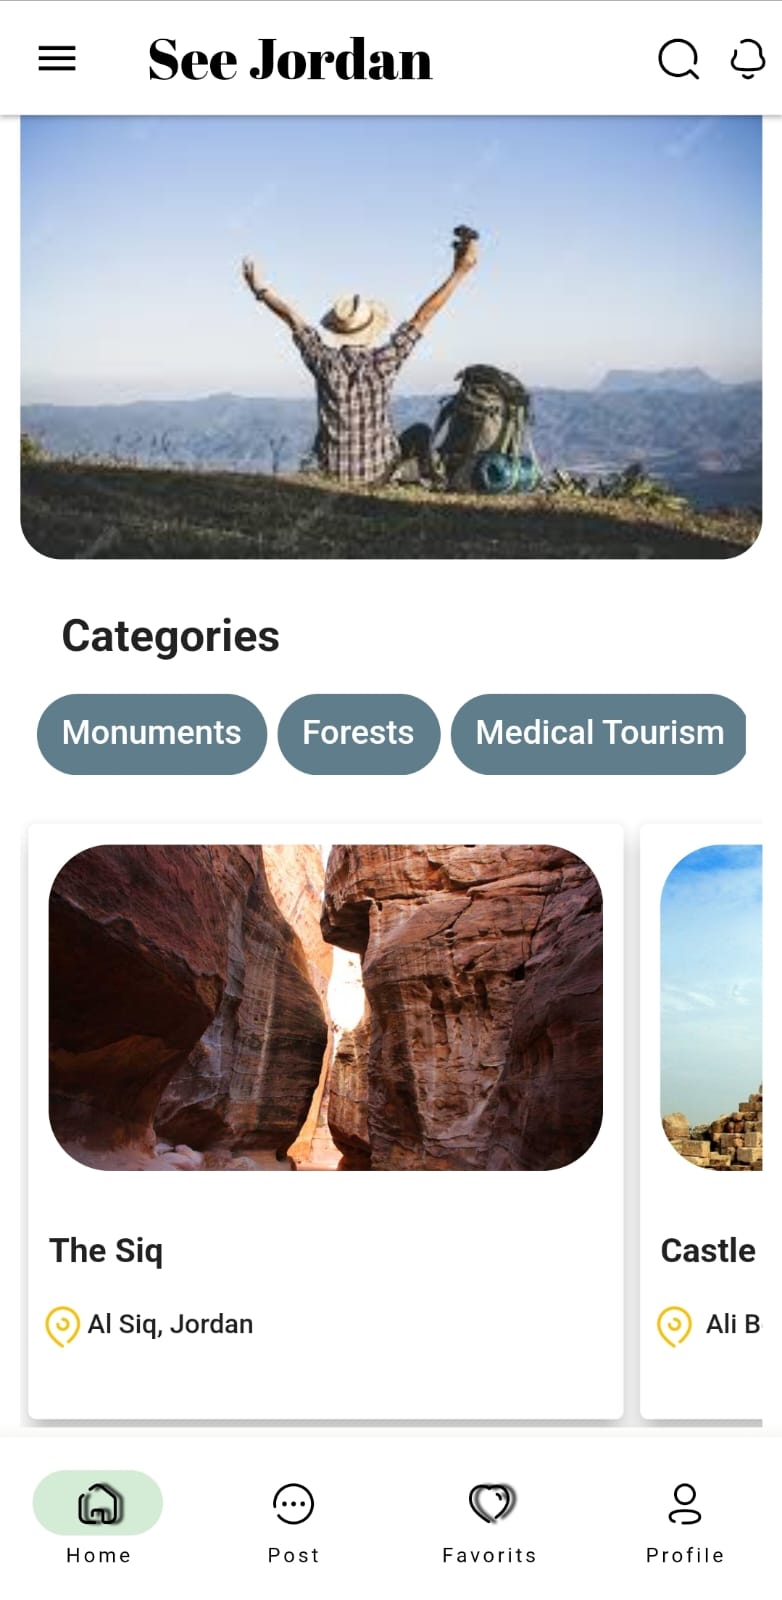 See Jordan
Categories
Monuments Forests Medical Tourism
The Siq Castle
Al Siq, Jordan Ali B
Home Post Favorits Profile